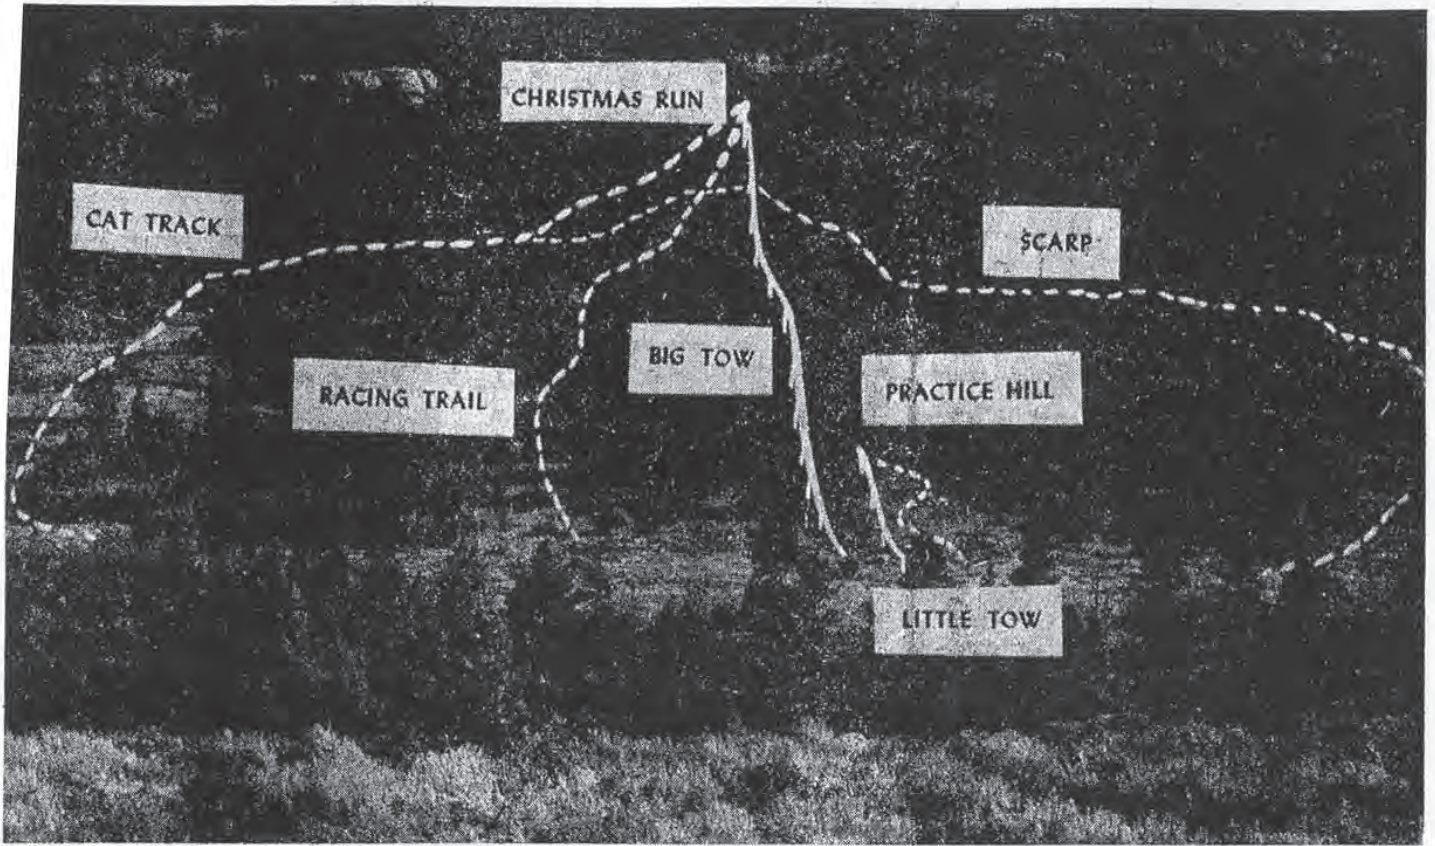 CHRISTMAS RUN
CAT TRACK
SCARP
BIG TOW
RACING TRAIL
PRACTICE HILL
LITTLE TOW